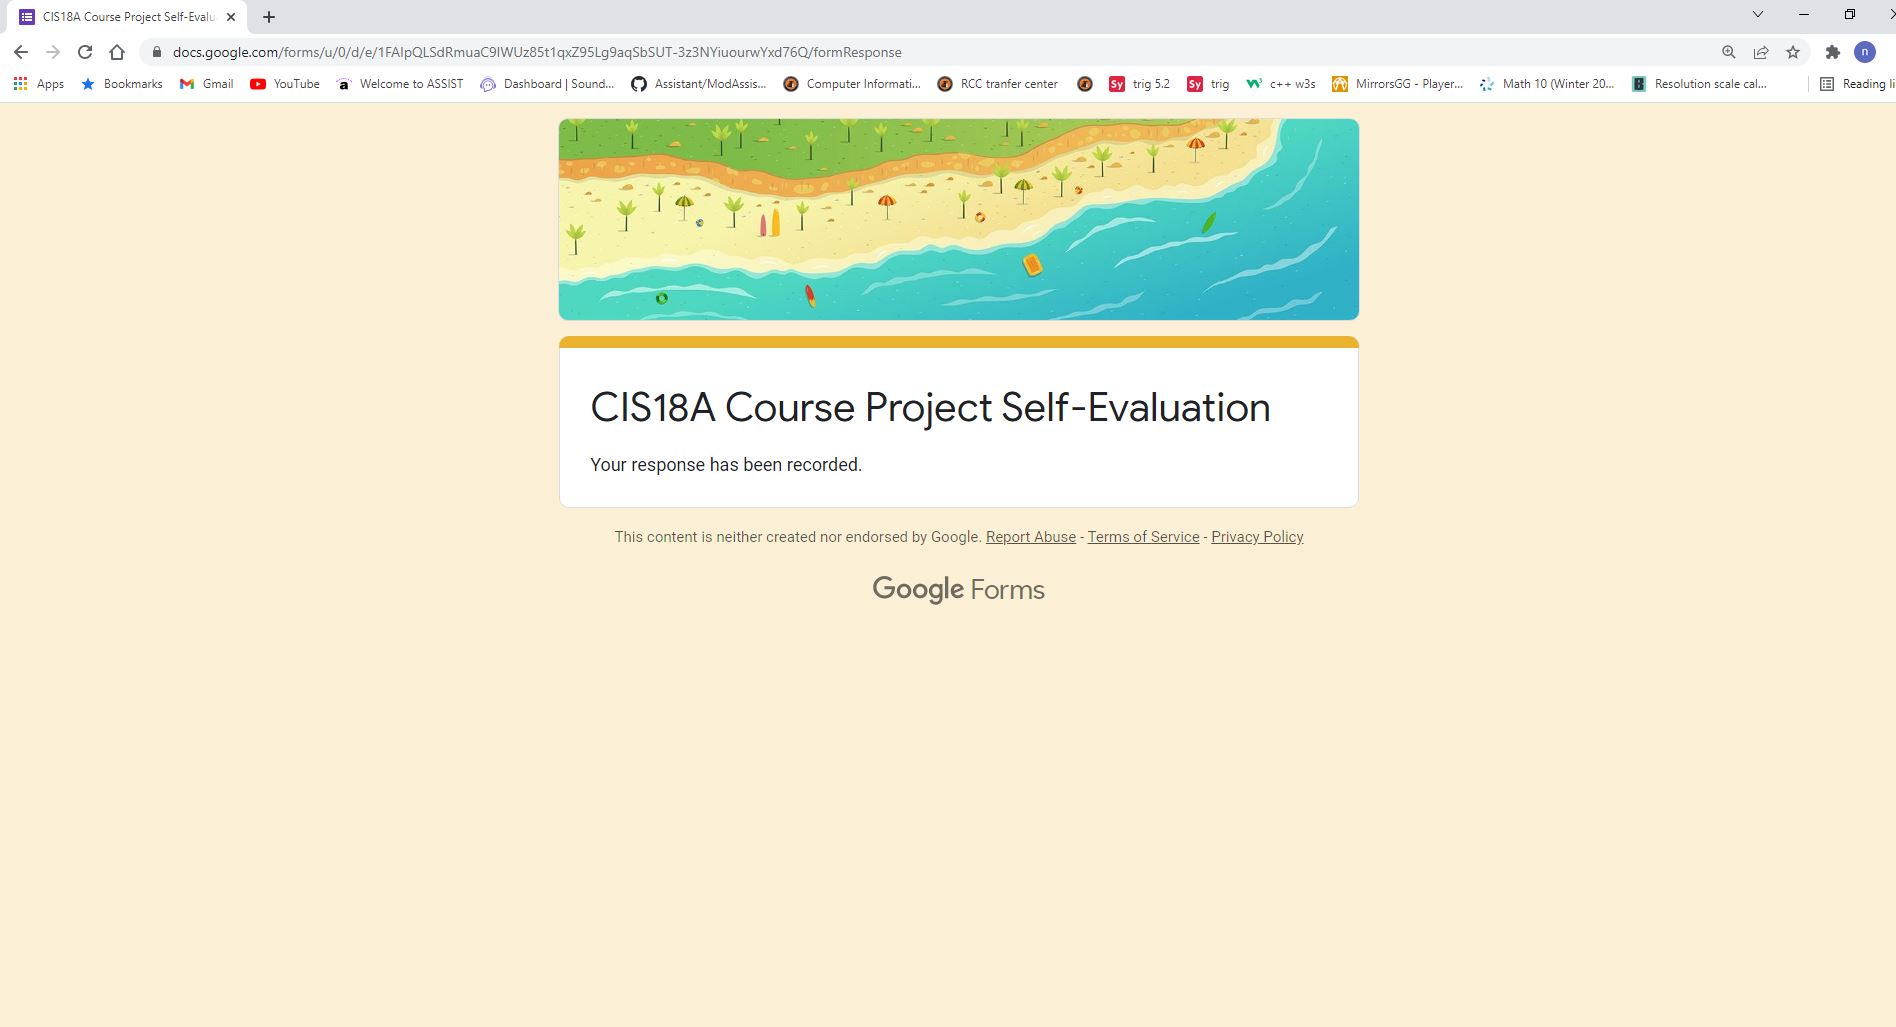 CIS18A Course Project Self-Evalu
docs.google.com/forms/u/0/d/e/1FAIpQLSdRmuaC9IWUz85t1qxZ95Lg9aqSbSUT-3z3NYiuourwYxd76Q/formResponse
n
Apps Bookmarks Gmail YouTube a Welcome to ASSIST Dashboard | Sound... Assistant/ModAssis... Computer Informati... RCC tranfer center Sy trig 5.2 Sy trig c++ w3s MirrorsGG - Player... Math 10 (Winter 20... Resolution scale cal... Reading li
CIS18A Course Project Self-Evaluation
Your response has been recorded.
This content is neither created nor endorsed by Google. Report Abuse - Terms of Service - Privacy Policy
Google Forms